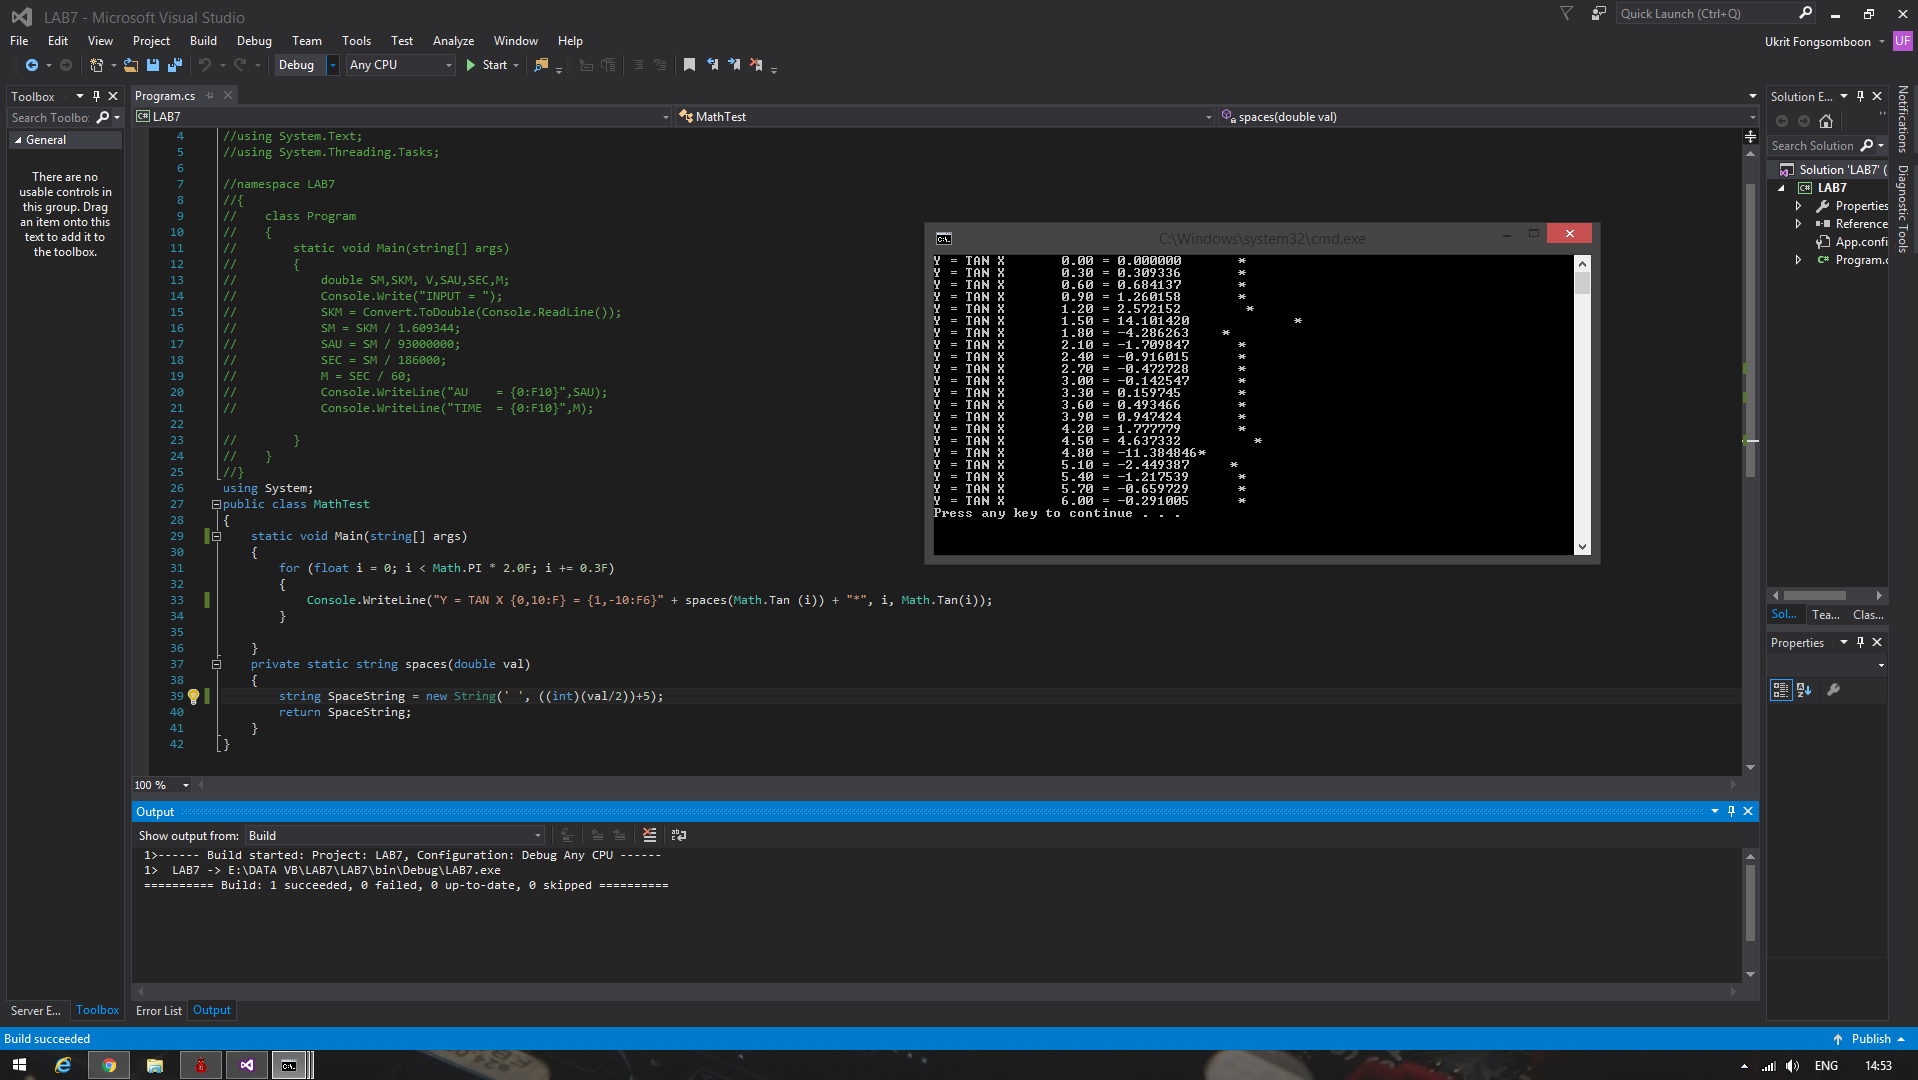 LAB7 - Microsoft Visual Studio
Quick Launch (Ctrl+Q)
File Edit View Project Build Debug Team Tools Test Analyze Window Help
Ukrit Fongsomboon UF
Debug Any CPU Start
Toolbox
Search Toolbo
General
There are no
usable controls in
this group. Drag
an item onto this
text to add it to
the toolbox.
Program.cs
C# LAB7
MathTest
spaces(double val)
4 //using System.Text;
5 //using System.Threading.Tasks;
6
7 //namespace LAB7
8 //{
9 //    class Program
10 //    {
11 //        static void Main(string[] args)
12 //        {
13 //            double SM,SKM, V,SAU,SEC,M;
14 //            Console.Write("INPUT = ");
15 //            SKM = Convert.ToDouble(Console.ReadLine());
16 //            SM = SKM / 1.609344;
17 //            SAU = SM / 93000000;
18 //            SEC = SM / 186000;
19 //            M = SEC / 60;
20 //            Console.WriteLine("AU    = {0:F10}",SAU);
21 //            Console.WriteLine("TIME  = {0:F10}",M);
22
23 //        }
24 //    }
25 //}
26 using System;
27 public class MathTest
28 {
29     static void Main(string[] args)
30     {
31         for (float i = 0; i < Math.PI * 2.0F; i += 0.3F)
32         {
33             Console.WriteLine("Y = TAN X {0,10:F} = {1,-10:F6}" + spaces(Math.Tan (i)) + "*", i, Math.Tan(i));
34         }
35
36     }
37     private static string spaces(double val)
38     {
39         string SpaceString = new String(' ', ((int)(val/2))+5);
40         return SpaceString;
41     }
42 }
100 %
C:\Windows\system32\cmd.exe
Y = TAN X       0.00 = 0.000000       *
Y = TAN X       0.30 = 0.309336       *
Y = TAN X       0.60 = 0.684137       *
Y = TAN X       0.90 = 1.260158       *
Y = TAN X       1.20 = 2.572152        *
Y = TAN X       1.50 = 14.101420             *
Y = TAN X       1.80 = -4.286263    *
Y = TAN X       2.10 = -1.709847      *
Y = TAN X       2.40 = -0.916015      *
Y = TAN X       2.70 = -0.472728      *
Y = TAN X       3.00 = -0.142547      *
Y = TAN X       3.30 = 0.159745       *
Y = TAN X       3.60 = 0.493466       *
Y = TAN X       3.90 = 0.947424       *
Y = TAN X       4.20 = 1.777779       *
Y = TAN X       4.50 = 4.637332         *
Y = TAN X       4.80 = -11.384846*
Y = TAN X       5.10 = -2.449387     *
Y = TAN X       5.40 = -1.217539      *
Y = TAN X       5.70 = -0.659729      *
Y = TAN X       6.00 = -0.291005      *
Press any key to continue . . .
Solution E...
Search Solution
Solution 'LAB7' (
C# LAB7
Properties
Reference
App.confi
C# Program.c
Sol... Tea... Clas...
Properties
Notifications
Diagnostic Tools
Output
Show output from: Build
1>------ Build started: Project: LAB7, Configuration: Debug Any CPU ------
1>  LAB7 -> E:\DATA VB\LAB7\LAB7\bin\Debug\LAB7.exe
========== Build: 1 succeeded, 0 failed, 0 up-to-date, 0 skipped ==========
Server E... Toolbox Error List Output
Build succeeded
Publish
ENG 14:53